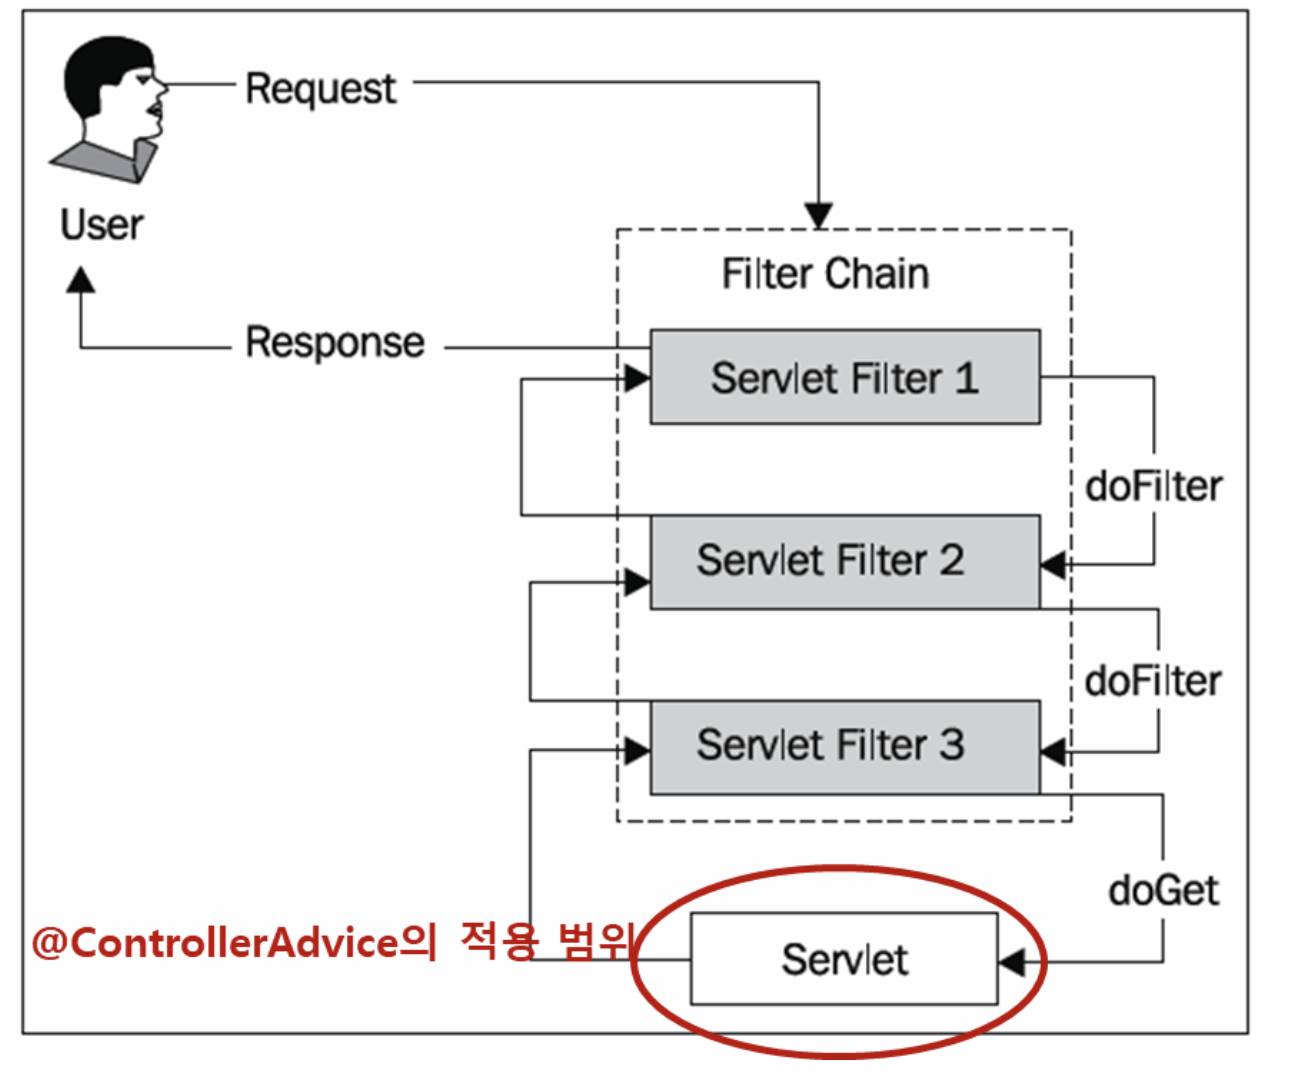 Request
User
Filter Chain
Response
Servlet Filter 1
doFilter
Servlet Filter 2
doFilter
Servlet Filter 3
doGet
@ControllerAdvice의 적용 범위
Servlet